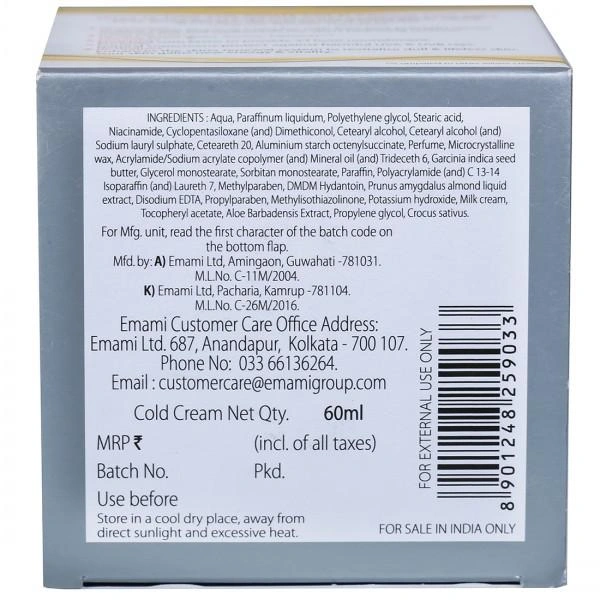 INGREDIENTS : Aqua, Paraffinum liquidum, Polyethylene glycol, Stearic acid,
Niacinamide, Cyclopentasiloxane (and) Dimethiconol, Cetearyl alcohol, Cetearyl alcohol (and)
Sodium lauryl sulphate, Ceteareth 20, Aluminium starch octenylsuccinate, Perfume, Microcrystalline
wax, Acrylamide/Sodium acrylate copolymer (and) Mineral oil (and) Trideceth 6, Garcinia indica seed
butter, Glycerol monostearate, Sorbitan monostearate, Paraffin, Polyacrylamide (and) C 13-14
Isoparaffin (and) Laureth 7, Methylparaben, DMDM Hydantoin, Prunus amygdalus almond liquid
extract, Disodium EDTA, Propylparaben, Methylisothiazolinone, Potassium hydroxide, Milk cream,
Tocopheryl acetate, Aloe Barbadensis Extract, Propylene glycol, Crocus sativus.
For Mfg. unit, read the first character of the batch code on
the bottom flap.
Mfd. by: A) Emami Ltd, Amingaon, Guwahati -781031.
M.L.No. C-11M/2004.
K) Emami Ltd, Pacharia, Kamrup -781104.
M.L.No. C-26M/2016.
Emami Customer Care Office Address:
Emami Ltd. 687, Anandapur, Kolkata - 700 107.
Phone No: 033 66136264.
Email : customercare@emamigroup.com
Cold Cream Net Qty. 60ml
MRP ₹ (incl. of all taxes)
Batch No. Pkd.
Use before
Store in a cool dry place, away from
direct sunlight and excessive heat.
FOR EXTERNAL USE ONLY
8 901248 259033
FOR SALE IN INDIA ONLY